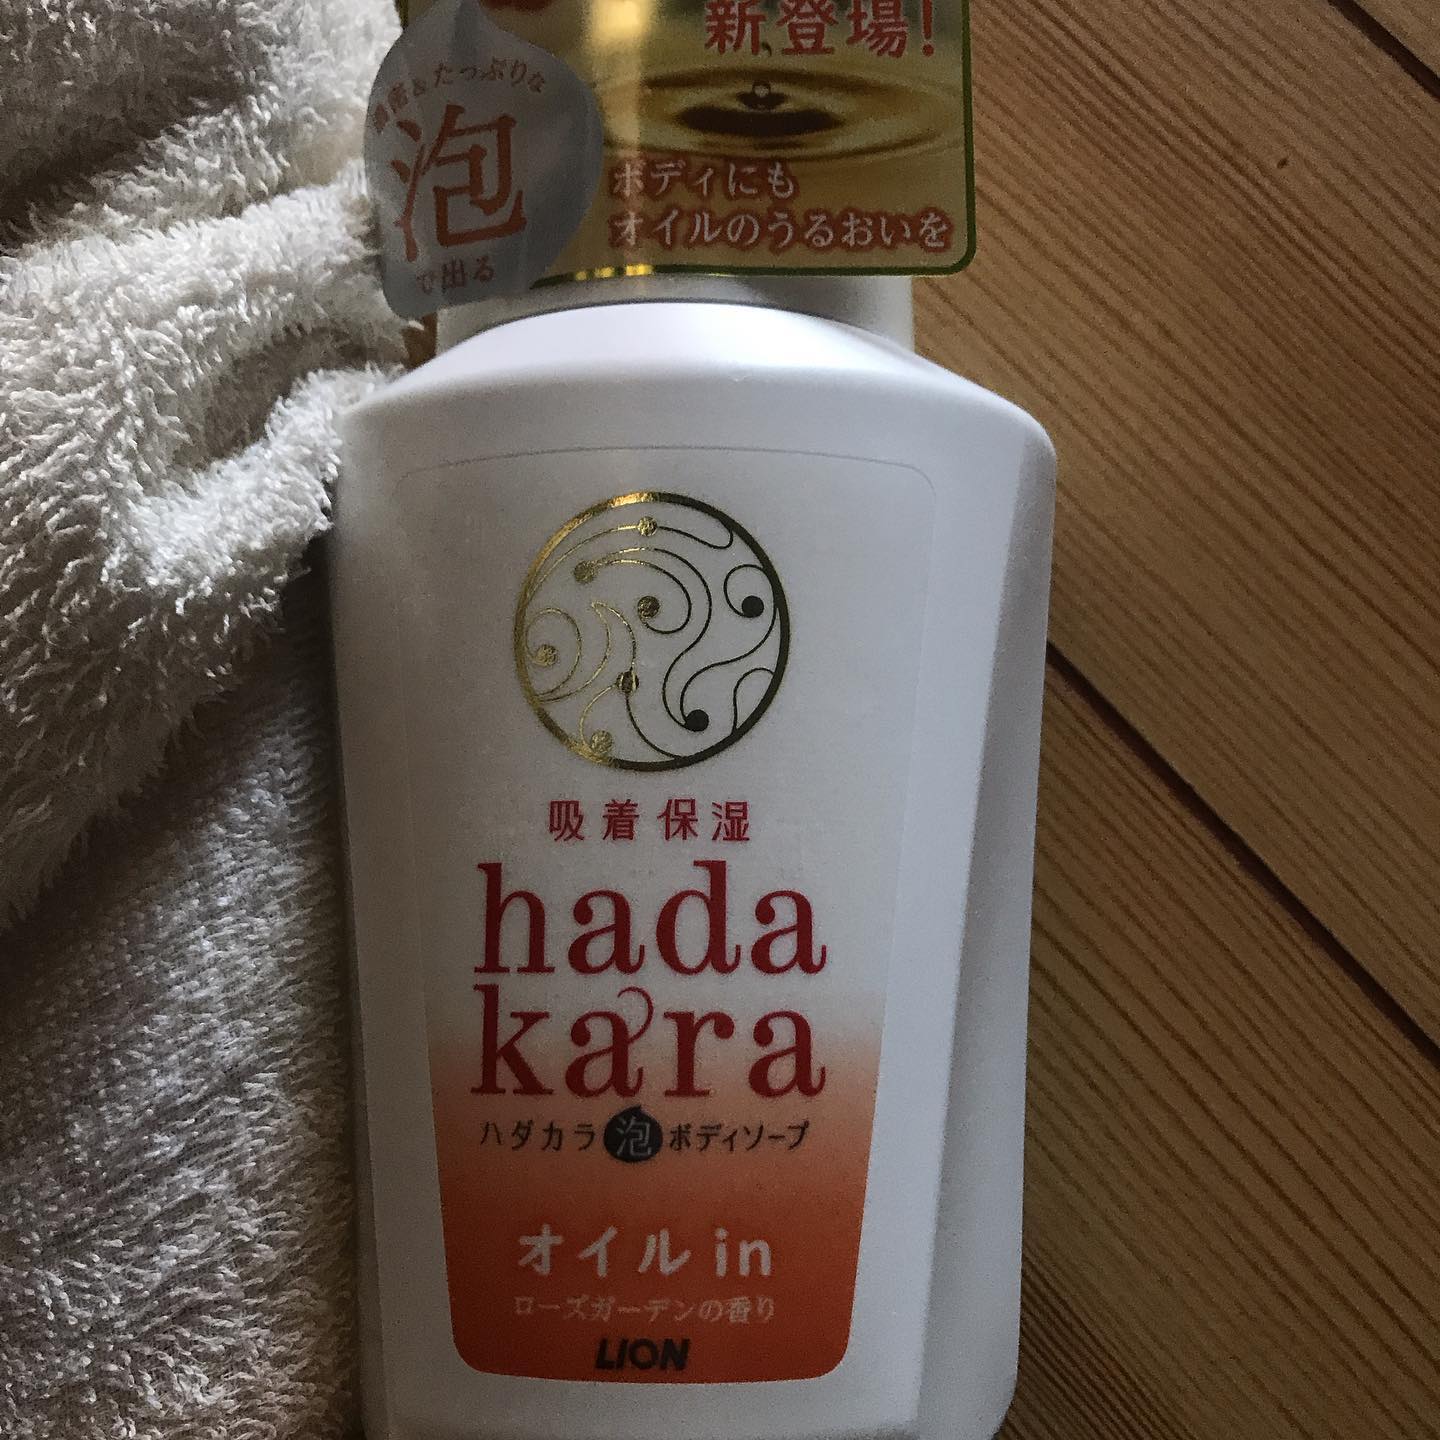 新登場!
&たっぷりな
泡
で出る
ボディにも
オイルのうるおいを
吸着保湿
hada
kara
ハダカラ泡ボディソープ
オイルin
ローズガーデンの香り
LION